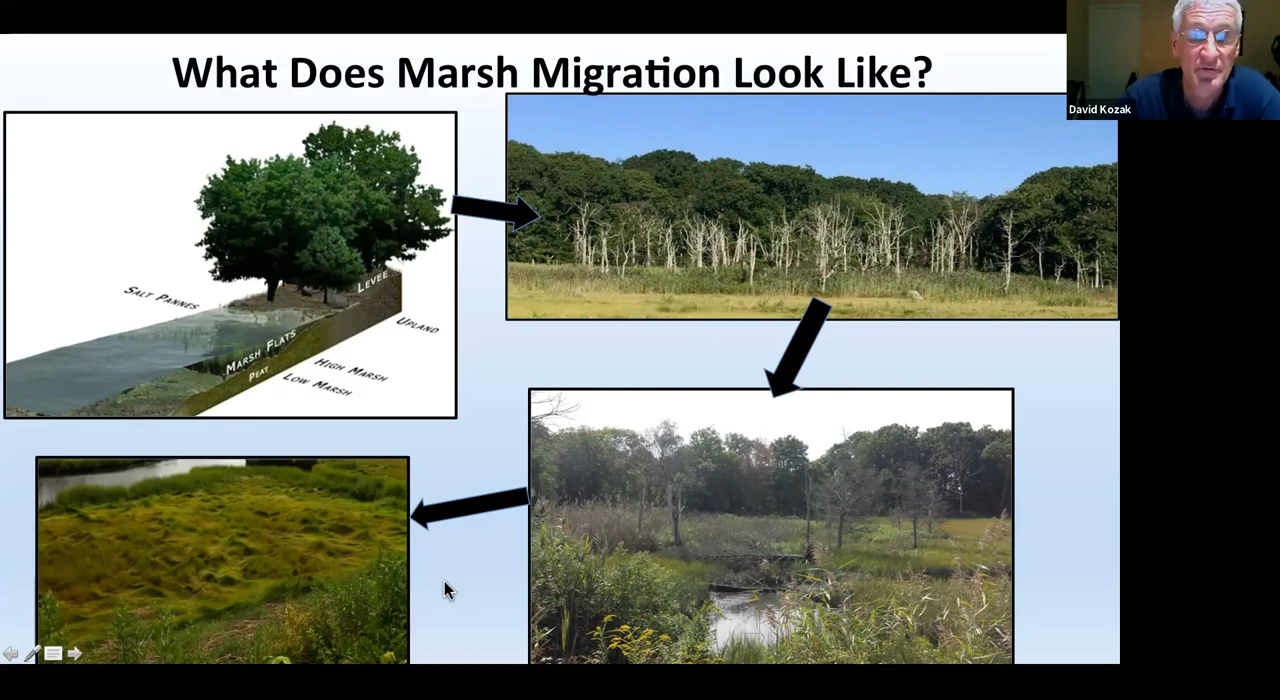 What Does Marsh Migration Look Like?
David Kozak
SALT PANNES
LEVEE
UPLAND
MARSH FLATS
PEAT
HIGH MARSH
LOW MARSH